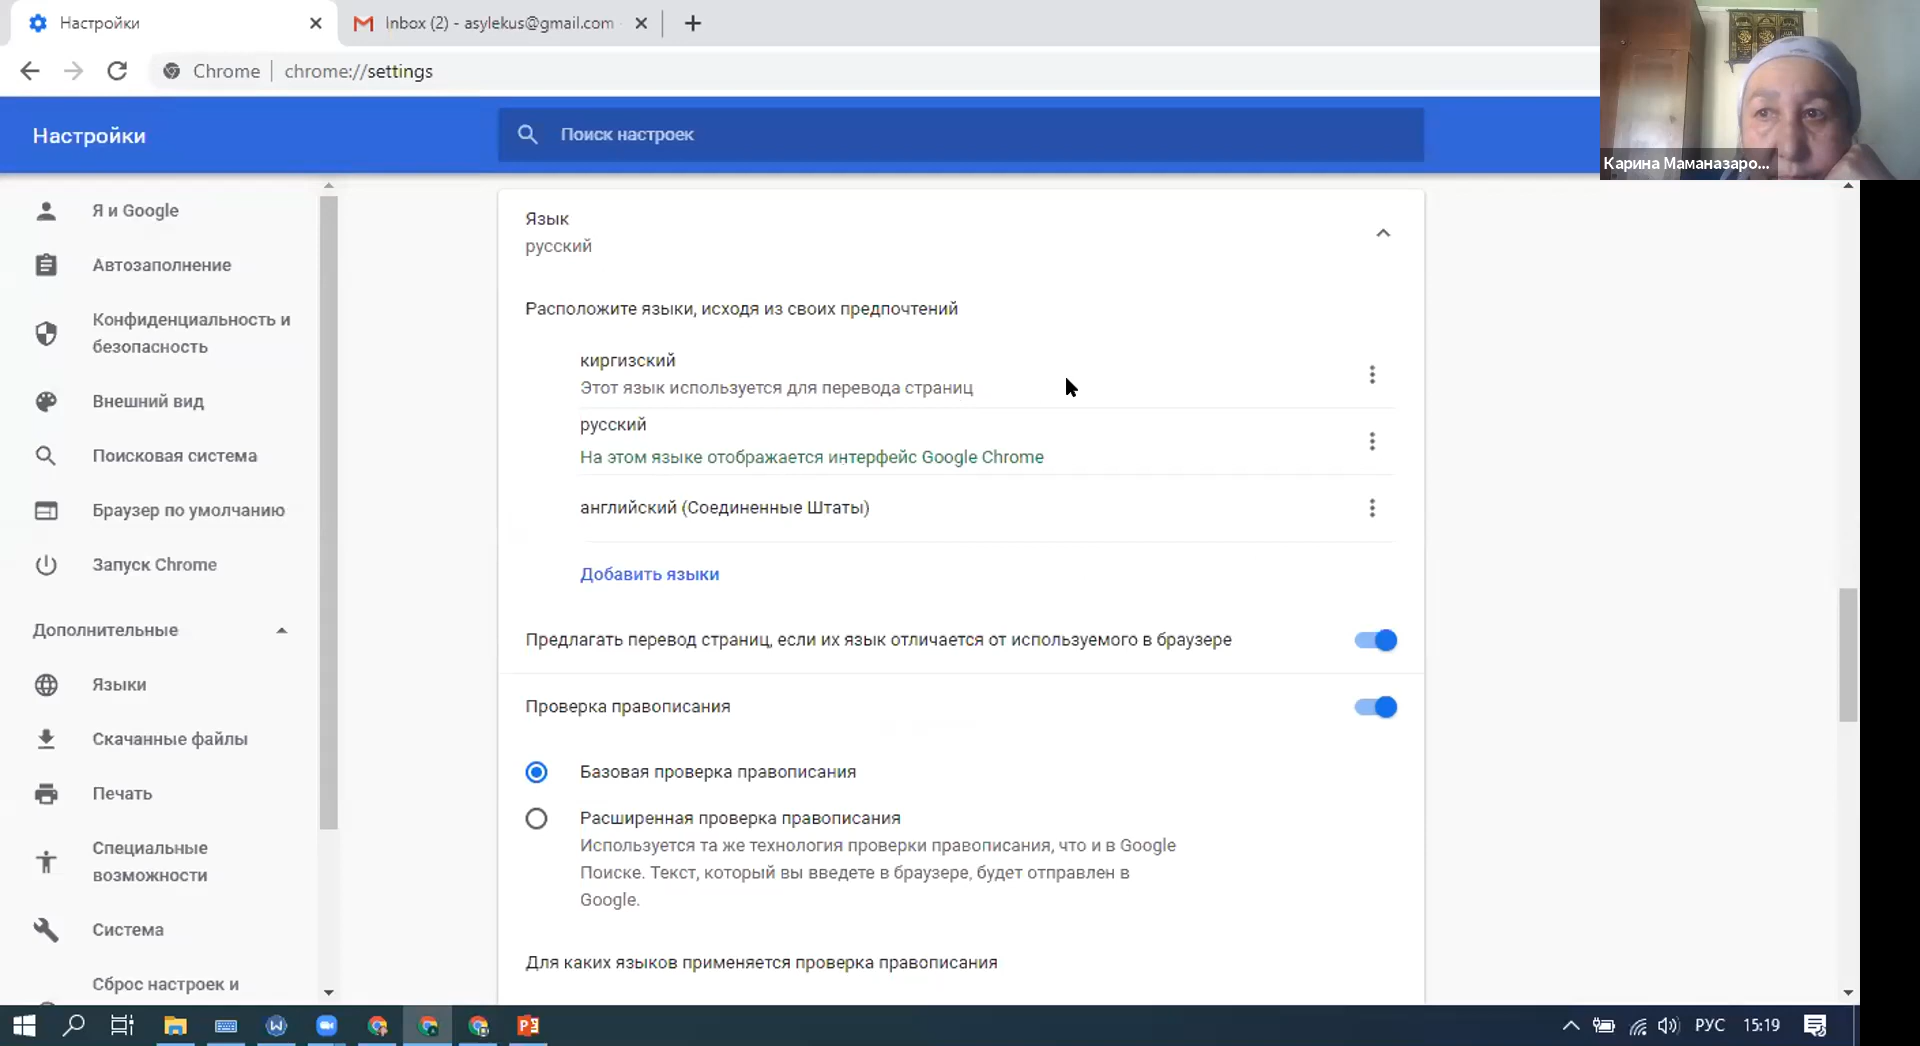 Настройки
Inbox (2) - asylekus@gmail.com
Chrome
chrome://settings
Карина Маманазаро...
Настройки
Поиск настроек
Я и Google
Автозаполнение
Конфиденциальность и
безопасность
Внешний вид
Поисковая система
Браузер по умолчанию
Запуск Chrome
Дополнительные
Языки
Скачанные файлы
Печать
Специальные
возможности
Система
Сброс настроек и
Язык
русский
Расположите языки, исходя из своих предпочтений
киргизский
Этот язык используется для перевода страниц
русский
На этом языке отображается интерфейс Google Chrome
английский (Соединенные Штаты)
Добавить языки
Предлагать перевод страниц, если их язык отличается от используемого в браузере
Проверка правописания
Базовая проверка правописания
Расширенная проверка правописания
Используется та же технология проверки правописания, что и в Google
Поиске. Текст, который вы введете в браузере, будет отправлен в
Google.
Для каких языков применяется проверка правописания
РУС
15:19